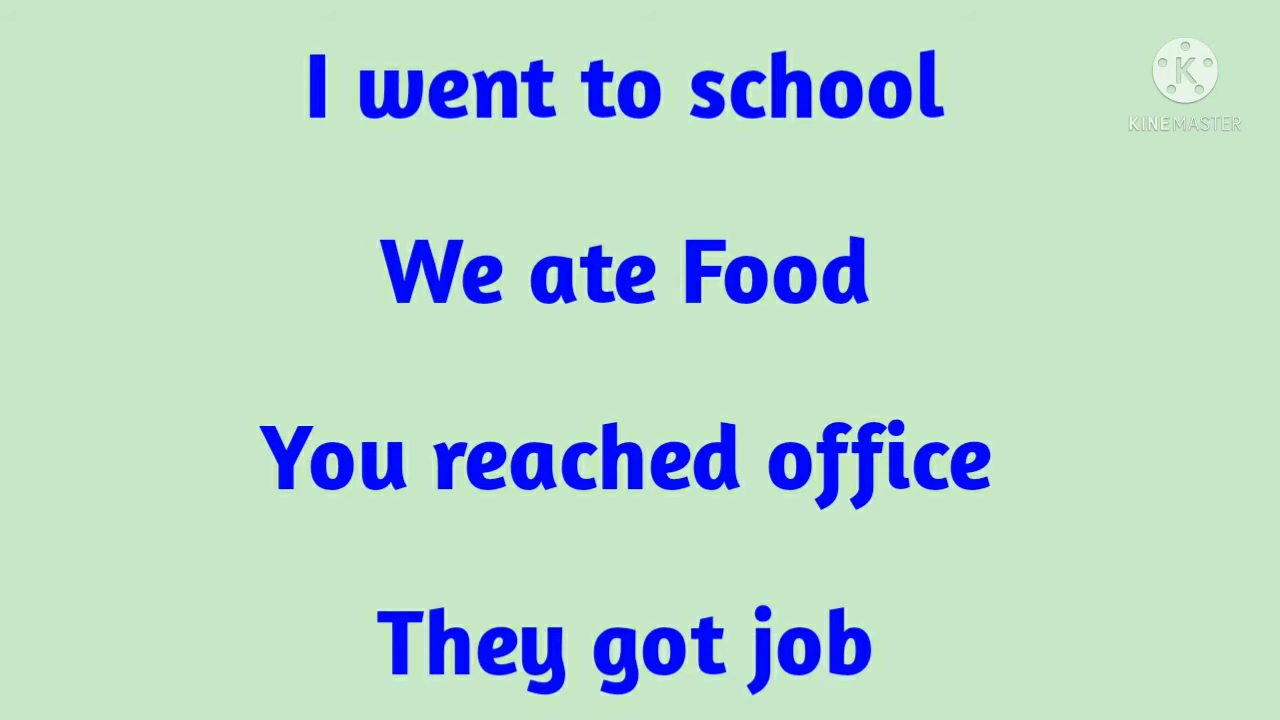 I went to school
KINEMASTER
We ate Food
You reached office
They got job